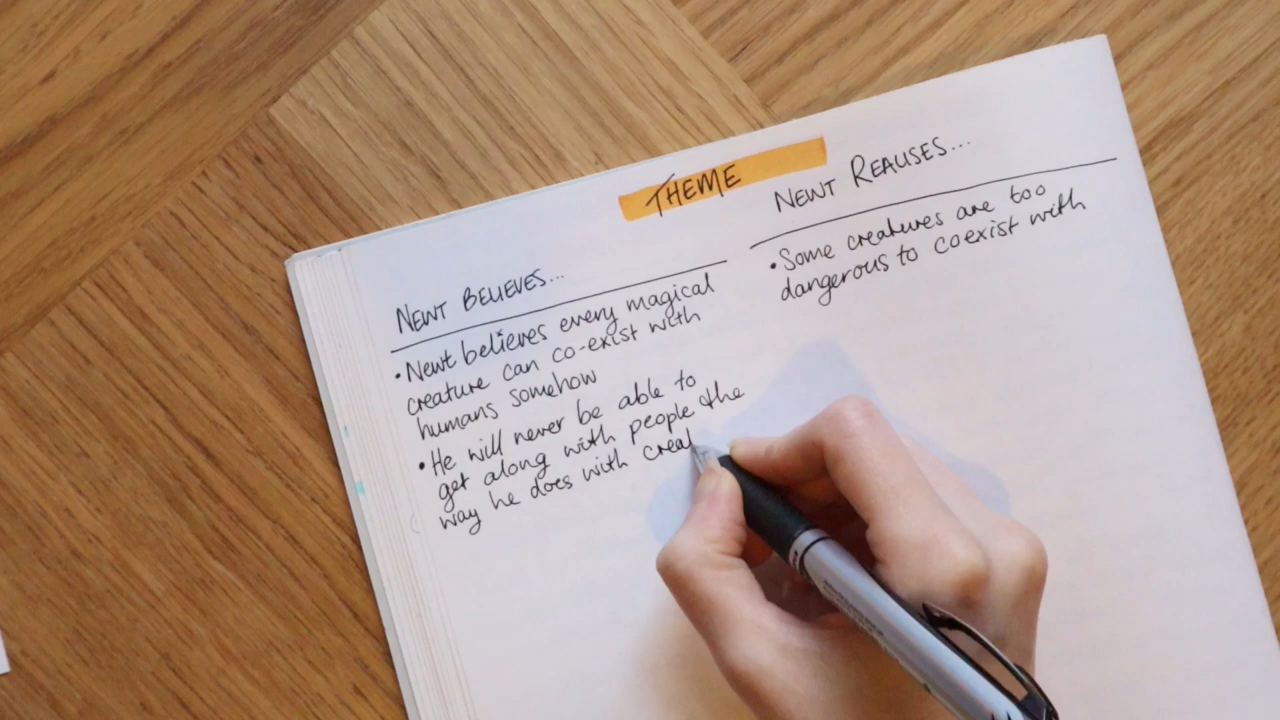 THEME
NEWT BELIEVES...
• Newt believes every magical
creature can co-exist with
humans somehow
• He will never be able to
get along with people the
way he does with creat
NEWT REALISES...
• Some creatures are too
dangerous to coexist with